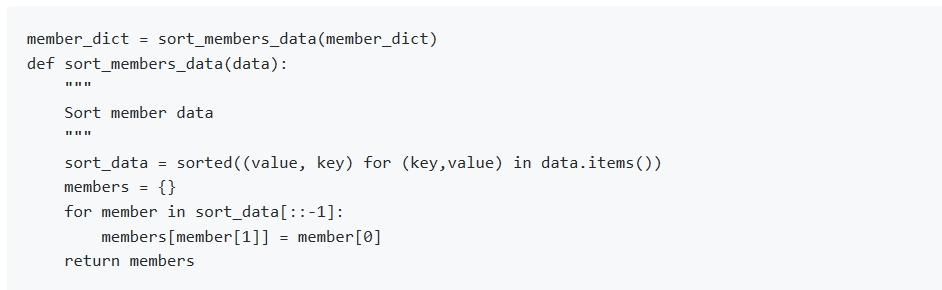 member_dict = sort_members_data(member_dict)
def sort_members_data(data):
    """
    Sort member data
    """
    sort_data = sorted((value, key) for (key,value) in data.items())
    members = {}
    for member in sort_data[::-1]:
        members[member[1]] = member[0]
    return members